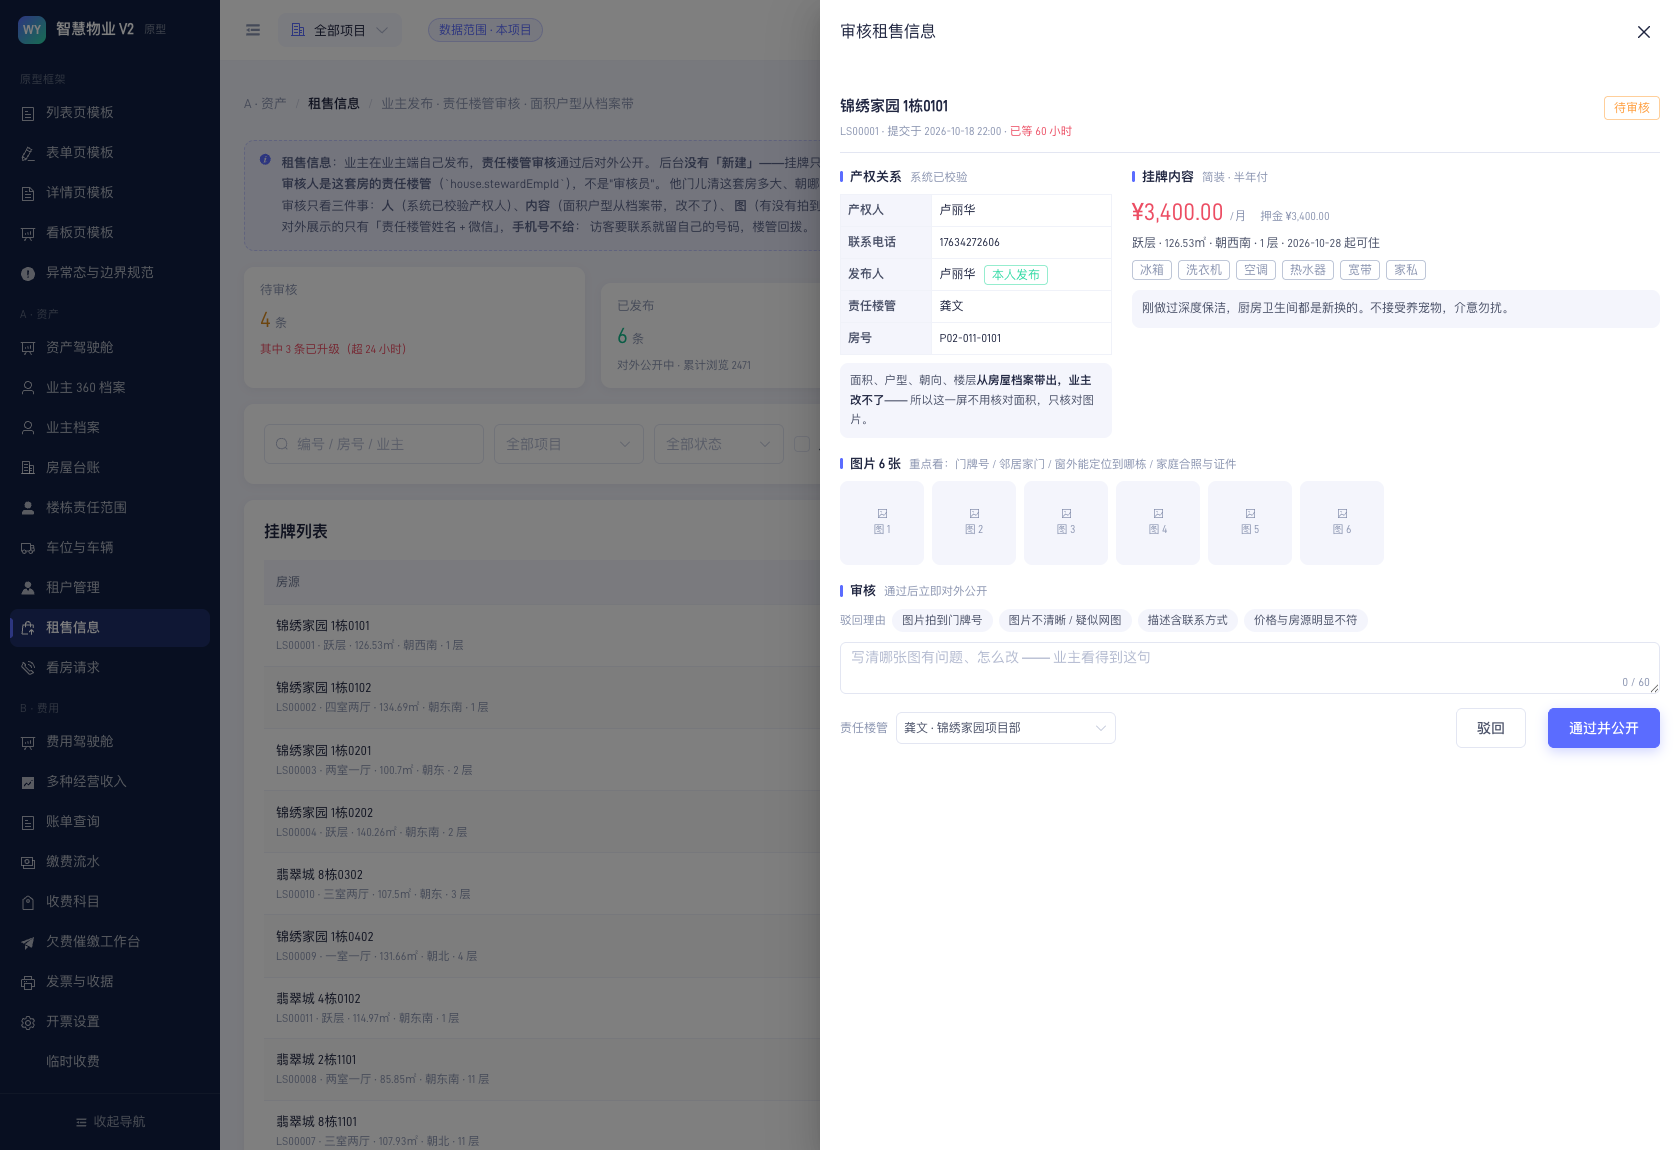 WY 智慧物业 V2 原型
原型框架
列表页模板
表单页模板
详情页模板
看板页模板
异常态与边界规范
A · 资产
资产驾驶舱
业主 360 档案
业主档案
房屋台账
楼栋责任范围
车位与车辆
租户管理
租售信息
看房请求
B · 费用
费用驾驶舱
多种经营收入
账单查询
缴费流水
收费科目
欠费催缴工作台
发票与收据
开票设置
临时收费
收起导航
全部项目
数据范围 · 本项目
A · 资产 / 租售信息 / 业主发布 · 责任楼管审核 · 面积户型从档案带
租售信息：业主在业主端自己发布，责任楼管审核通过后对外公开。 后台没有「新建」——挂牌只
审核人是这套房的责任楼管（`house.stewardEmpId`），不是"审核员"。 他们儿清这套房多大、朝哪
审核只看三件事：人（系统已校验产权人）、内容（面积户型从档案带，改不了）、图（有没有拍到
对外展示的只有「责任楼管姓名 + 微信」，手机号不给： 访客要联系就留自己的号码，管家回拨。
待审核
4 条
其中 3 条已升级（超 24 小时）
已发布
6 条
对外公开中 · 累计浏览 2471
编号 / 房号 / 业主
全部项目
全部状态
挂牌列表
房源
锦绣家园 1栋0101
LS00001 · 跃层 · 126.53㎡ · 朝西南 · 1 层
锦绣家园 1栋0102
LS00002 · 四室两厅 · 134.69㎡ · 朝东南 · 1 层
锦绣家园 1栋0201
LS00003 · 两室一厅 · 100.7㎡ · 朝东 · 2 层
锦绣家园 1栋0202
LS00004 · 跃层 · 140.26㎡ · 朝东南 · 2 层
翡翠城 8栋0302
LS00010 · 三室两厅 · 107.5㎡ · 朝东 · 3 层
锦绣家园 1栋0402
LS00009 · 一室一厅 · 131.66㎡ · 朝北 · 4 层
翡翠城 4栋0102
LS00011 · 跃层 · 114.97㎡ · 朝东南 · 1 层
翡翠城 2栋1101
LS00008 · 两室一厅 · 85.85㎡ · 朝东南 · 11 层
翡翠城 8栋1101
LS00007 · 三室两厅 · 107.93㎡ · 朝北 · 11 层
审核租售信息
锦绣家园 1栋0101
待审核
LS00001 · 提交于 2026-10-18 22:00 · 已等 60 小时
产权关系 系统已校验
产权人 卢丽华
联系电话 17634272606
发布人 卢丽华 本人发布
责任楼管 龚文
房号 P02-011-0101
面积、户型、朝向、楼层从房屋档案带出，业主
改不了—— 所以这一屏不用核对面积，只核对图
片。
挂牌内容 简装 · 半年付
¥3,400.00 /月 押金 ¥3,400.00
跃层 · 126.53㎡ · 朝西南 · 1 层 · 2026-10-28 起可住
冰箱 洗衣机 空调 热水器 宽带 家私
刚做过深度保洁，厨房卫生间都是新换的。不接受养宠物，介意勿扰。
图片 6 张 重点看：门牌号 / 邻居家门 / 窗外能定位到哪栋 / 家庭合照与证件
图 1 图 2 图 3 图 4 图 5 图 6
审核 通过后立即对外公开
驳回理由 图片拍到门牌号 图片不清晰 / 疑似网图 描述含联系方式 价格与房源明显不符
写清哪张图有问题、怎么改 —— 业主看得到这句
0 / 60
责任楼管 龚文 · 锦绣家园项目部
驳回
通过并公开